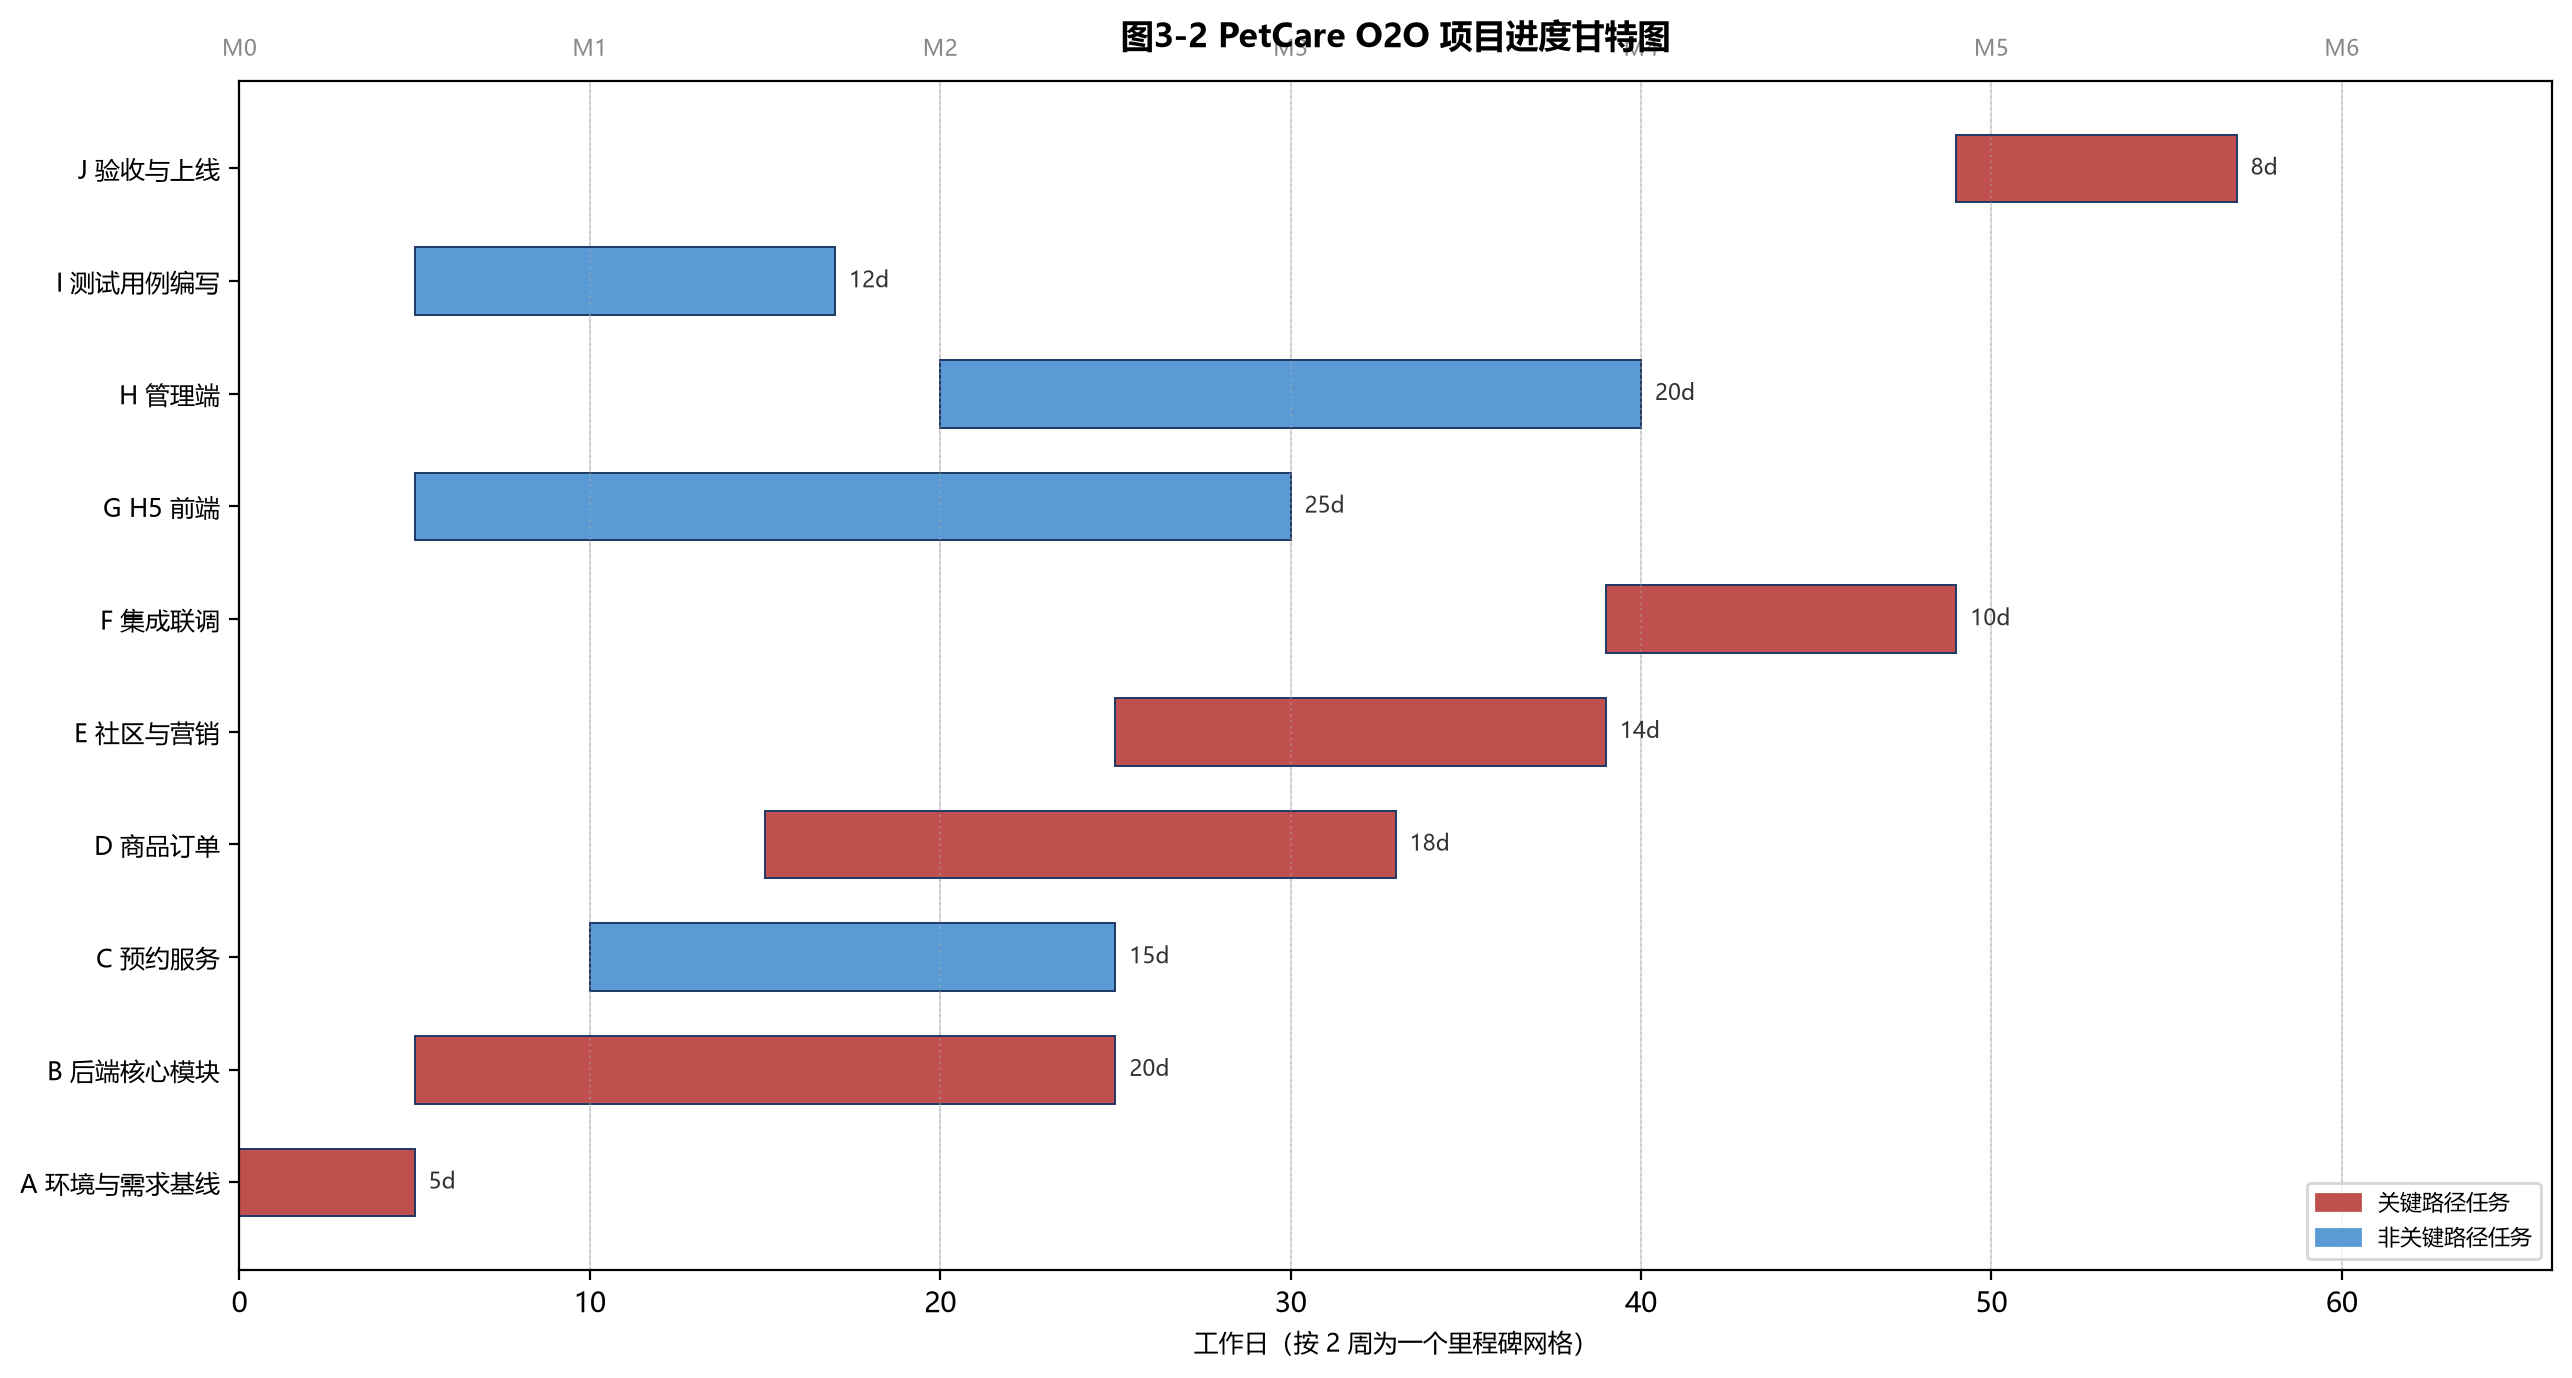 图3-2 PetCare O2O 项目进度甘特图
M0 M1 M2 M3 M4 M5 M6
J 验收与上线 8d
I 测试用例编写 12d
H 管理端 20d
G H5 前端 25d
F 集成联调 10d
E 社区与营销 14d
D 商品订单 18d
C 预约服务 15d
B 后端核心模块 20d
A 环境与需求基线 5d
关键路径任务
非关键路径任务
0 10 20 30 40 50 60
工作日（按 2 周为一个里程碑网格）